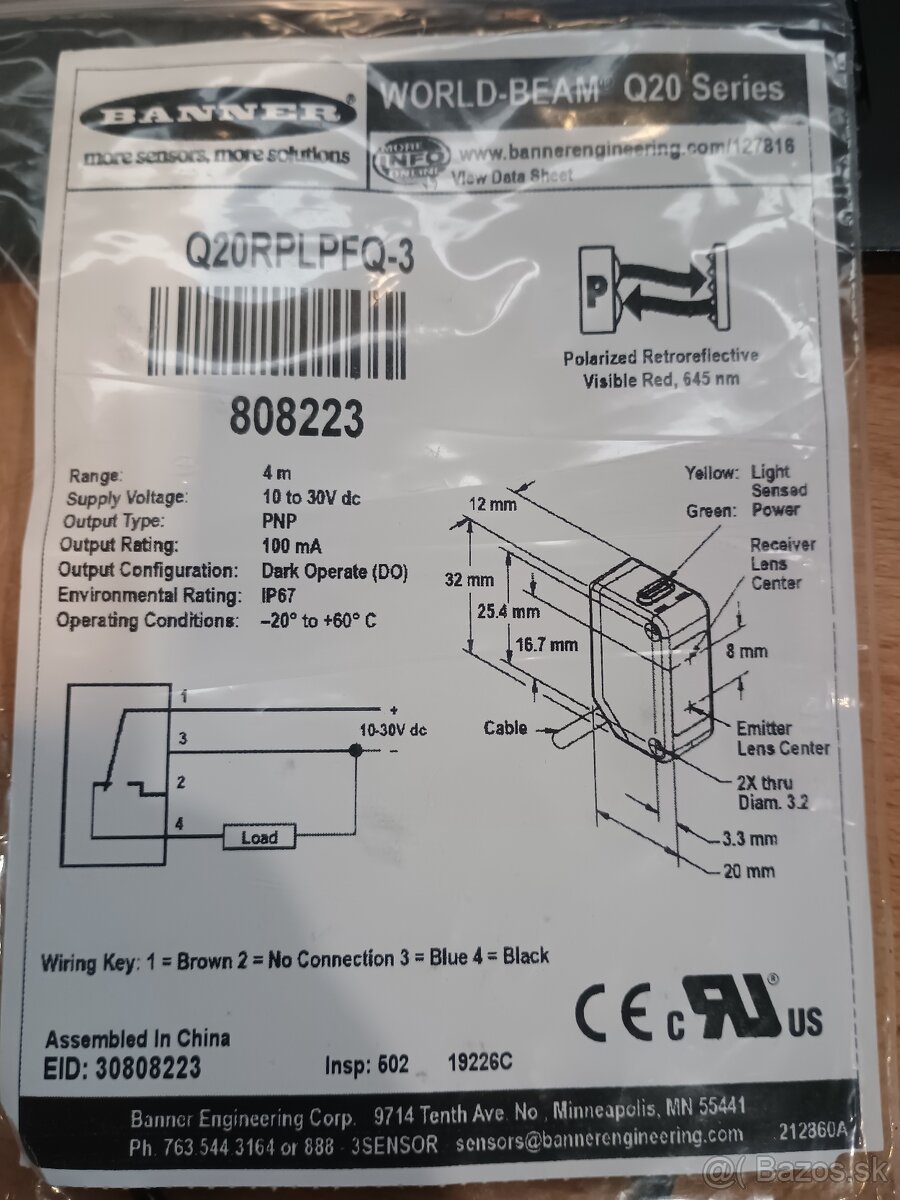 BANNER®
more sensors, more solutions
WORLD-BEAM® Q20 Series
MORE INFO ONLINE
www.bannerengineering.com/127816
View Data Sheet
Q20RPLPFQ-3
808223
P
Polarized Retroreflective
Visible Red, 645 nm
Range: 4 m
Supply Voltage: 10 to 30V dc
Output Type: PNP
Output Rating: 100 mA
Output Configuration: Dark Operate (DO)
Environmental Rating: IP67
Operating Conditions: –20° to +60° C
Yellow: Light
Sensed
Green: Power
Receiver
Lens
Center
12 mm
32 mm
25.4 mm
16.7 mm
8 mm
Cable
Emitter
Lens Center
2X thru
Diam. 3.2
3.3 mm
20 mm
1
+
10-30V dc
3
–
2
4
Load
Wiring Key: 1 = Brown 2 = No Connection 3 = Blue 4 = Black
CE c RU® US
Assembled In China
EID: 30808223 Insp: 602 19226C
Banner Engineering Corp. 9714 Tenth Ave. No, Minneapolis, MN 55441
Ph. 763.544.3164 or 888 - 3SENSOR sensors@bannerengineering.com 212360A
@( Bazos.sk